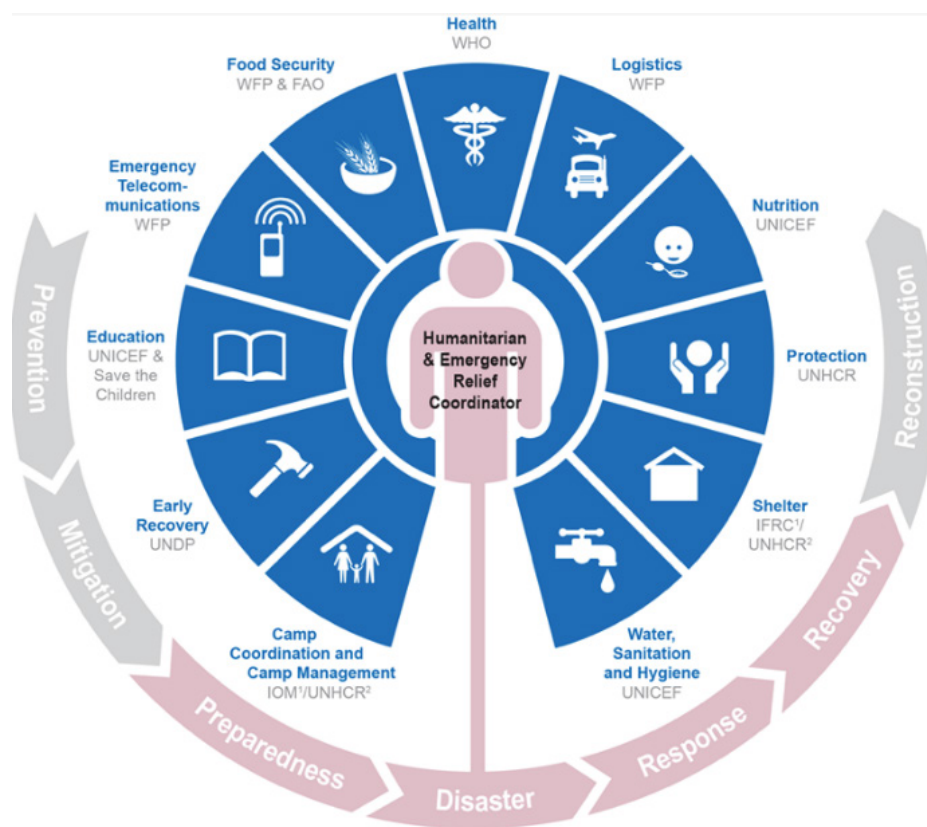 Health
WHO
Food Security
WFP & FAO
Logistics
WFP
Emergency
Telecom-
munications
WFP
Nutrition
UNICEF
Education
UNICEF &
Save the
Children
Humanitarian
& Emergency
Relief
Coordinator
Protection
UNHCR
Early
Recovery
UNDP
Shelter
IFRC¹/
UNHCR²
Camp
Coordination and
Camp Management
IOM¹/UNHCR²
Water,
Sanitation
and Hygiene
UNICEF
Prevention
Mitigation
Preparedness
Disaster
Response
Recovery
Reconstruction